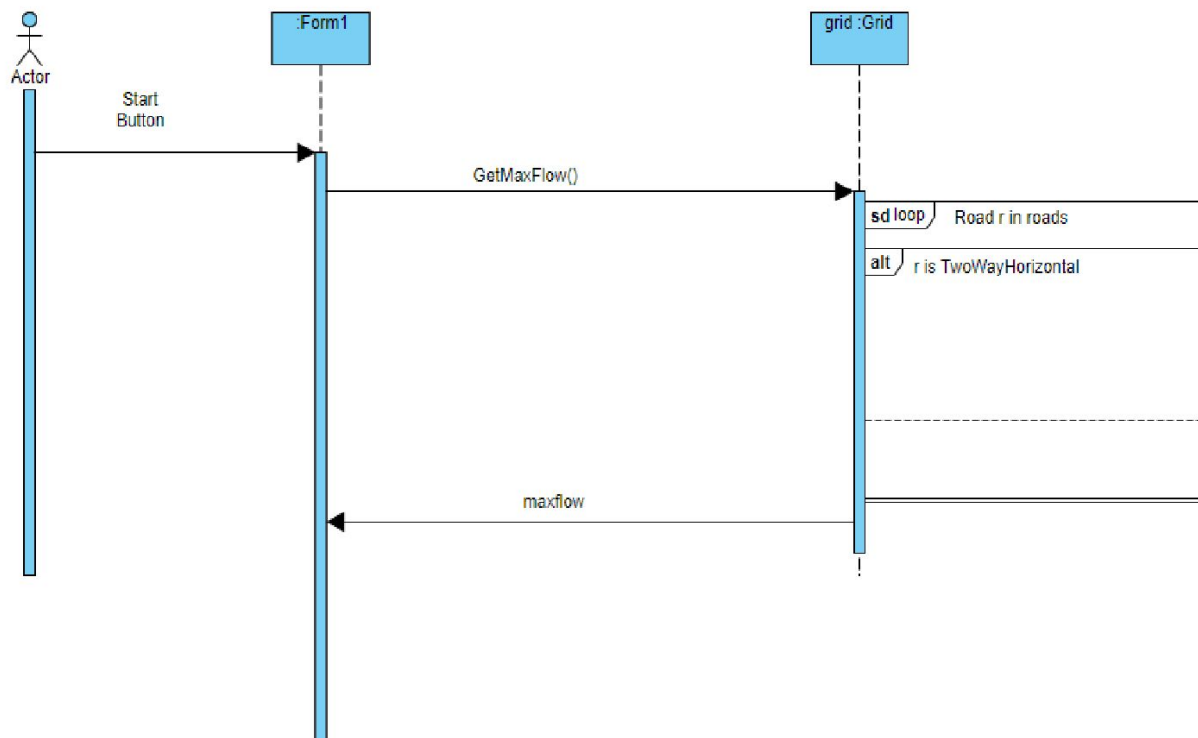 :Form1
grid :Grid
Actor
Start
Button
GetMaxFlow()
sd loop
Road r in roads
alt
r is TwoWayHorizontal
maxflow